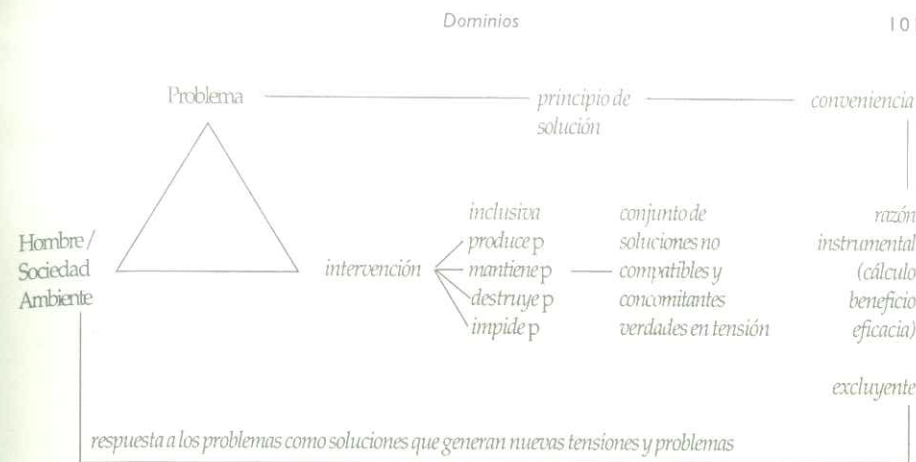 Dominios
101
Problema
principio de
solución
conveniencia
Hombre/
Sociedad
Ambiente
intervención
inclusiva
produce p
mantiene p
destruye p
impide p
conjunto de
soluciones no
compatibles y
concomitantes
verdades en tensión
razón
instrumental
(cálculo
beneficio
eficacia)
excluyente
respuesta a los problemas como soluciones que generan nuevas tensiones y problemas